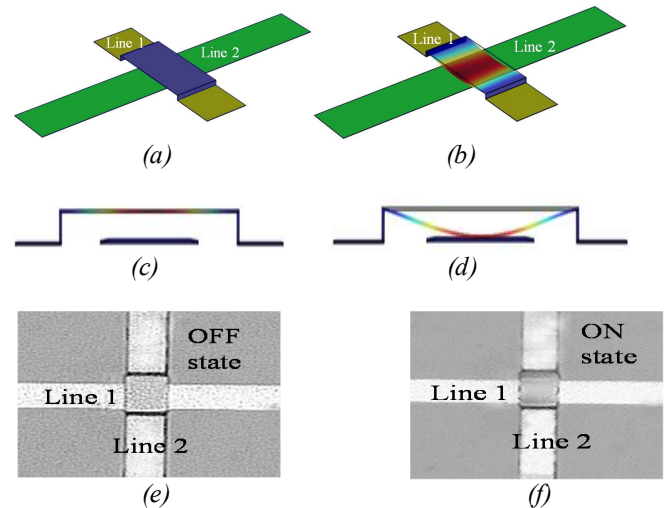 Line 1
Line 2
(a)
Line 1
Line 2
(b)
(c)
(d)
OFF
state
Line 1
Line 2
(e)
ON
state
Line 1
Line 2
(f)